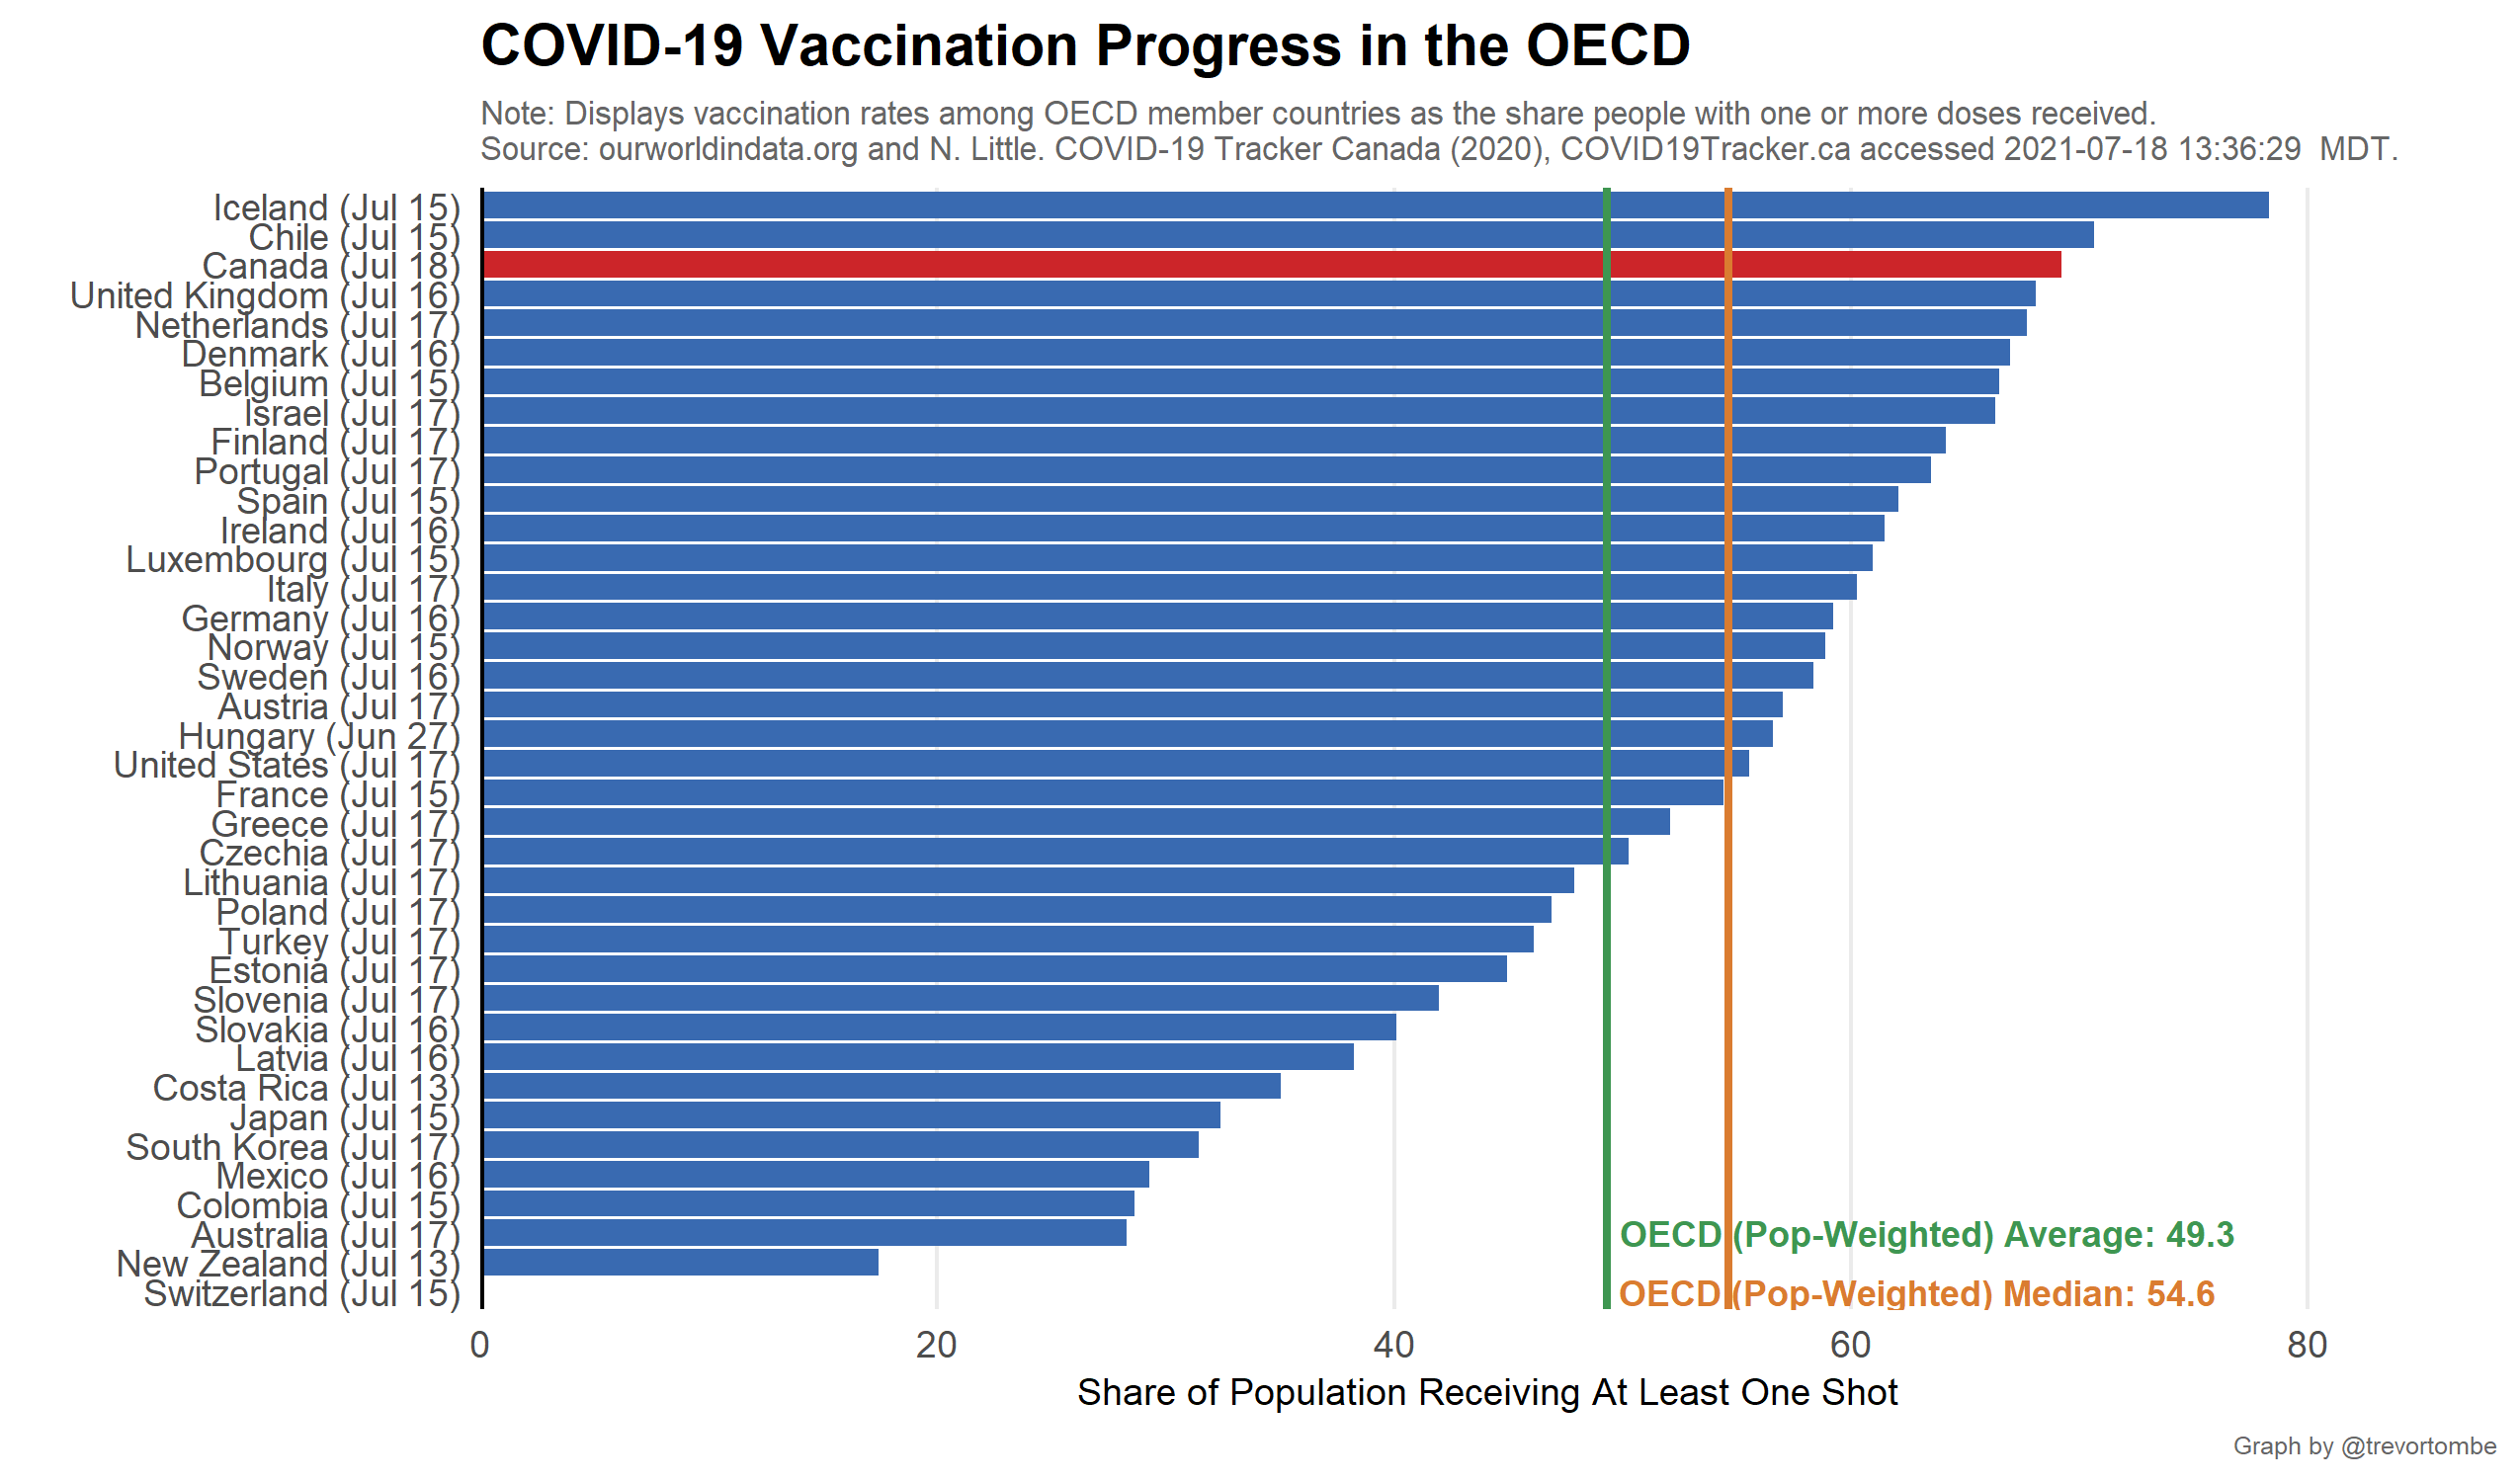 COVID-19 Vaccination Progress in the OECD
Note: Displays vaccination rates among OECD member countries as the share people with one or more doses received.
Source: ourworldindata.org and N. Little. COVID-19 Tracker Canada (2020), COVID19Tracker.ca accessed 2021-07-18 13:36:29  MDT.
Iceland (Jul 15)
Chile (Jul 15)
Canada (Jul 18)
United Kingdom (Jul 16)
Netherlands (Jul 17)
Denmark (Jul 16)
Belgium (Jul 15)
Israel (Jul 17)
Finland (Jul 17)
Portugal (Jul 17)
Spain (Jul 15)
Ireland (Jul 16)
Luxembourg (Jul 15)
Italy (Jul 17)
Germany (Jul 16)
Norway (Jul 15)
Sweden (Jul 16)
Austria (Jul 17)
Hungary (Jun 27)
United States (Jul 17)
France (Jul 15)
Greece (Jul 17)
Czechia (Jul 17)
Lithuania (Jul 17)
Poland (Jul 17)
Turkey (Jul 17)
Estonia (Jul 17)
Slovenia (Jul 17)
Slovakia (Jul 16)
Latvia (Jul 16)
Costa Rica (Jul 13)
Japan (Jul 15)
South Korea (Jul 17)
Mexico (Jul 16)
Colombia (Jul 15)
Australia (Jul 17)
New Zealand (Jul 13)
Switzerland (Jul 15)
OECD (Pop-Weighted) Average: 49.3
OECD (Pop-Weighted) Median: 54.6
0 20 40 60 80
Share of Population Receiving At Least One Shot
Graph by @trevortombe